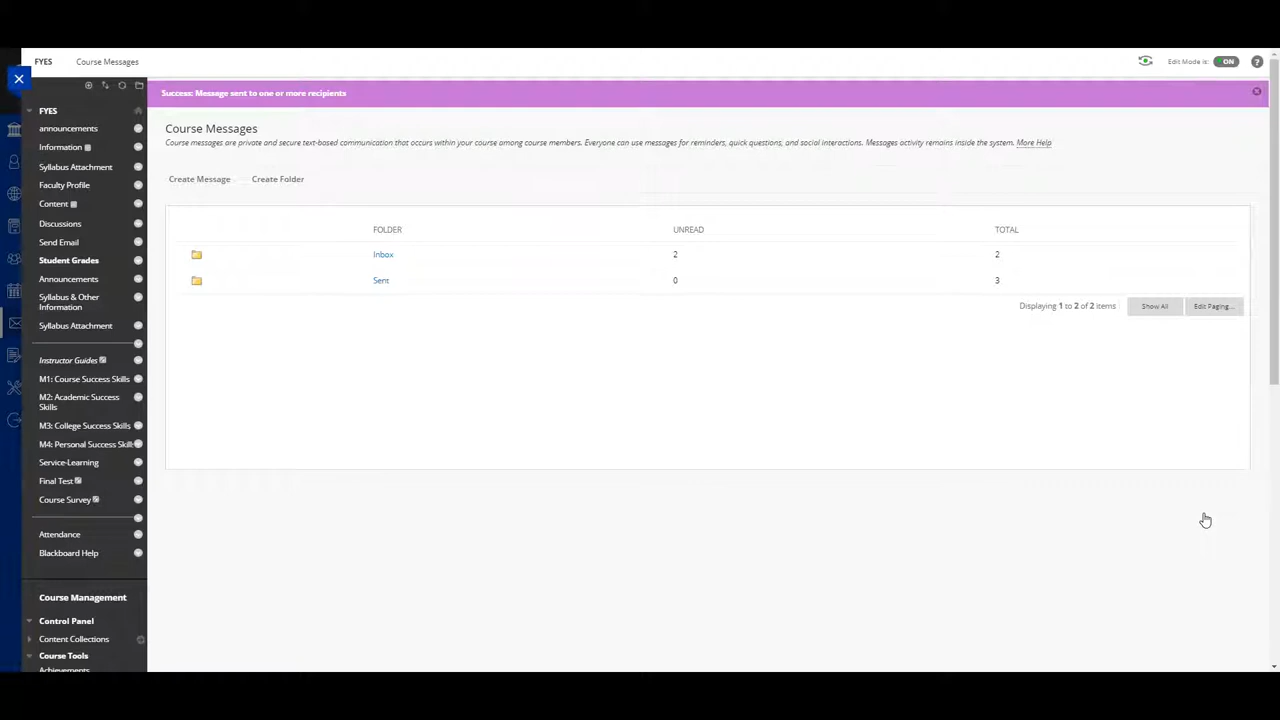 FYES
Course Messages
Edit Mode is:
ON
?
FYES
announcements
Information
Syllabus Attachment
Faculty Profile
Content
Discussions
Send Email
Student Grades
Announcements
Syllabus & Other
Information
Syllabus Attachment
Instructor Guides
M1: Course Success Skills
M2: Academic Success
Skills
M3: College Success Skills
M4: Personal Success Skills
Service-Learning
Final Test
Course Survey
Attendance
Blackboard Help
Course Management
Control Panel
Content Collections
Course Tools
Achievements
Success: Message sent to one or more recipients
Course Messages
Course messages are private and secure text-based communication that occurs within your course among course members. Everyone can use messages for reminders, quick questions, and social interactions. Messages activity remains inside the system. More Help
Create Message
Create Folder
FOLDER UNREAD TOTAL
Inbox 2 2
Sent 0 3
Displaying 1 to 2 of 2 items
Show All
Edit Paging...